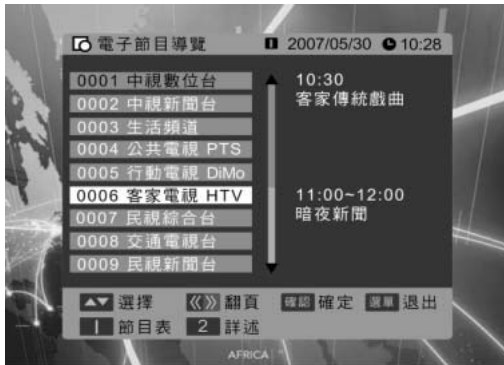 電子節目導覽 2007/05/30 10:28
0001 中視數位台
0002 中視新聞台
0003 生活頻道
0004 公共電視 PTS
0005 行動電視 DiMo
0006 客家電視 HTV
0007 民視綜合台
0008 交通電視台
0009 民視新聞台
10:30
客家傳統戲曲
11:00~12:00
暗夜新聞
選擇 翻頁 確認 確定 選單 退出
1 節目表 2 詳述
AFRICA